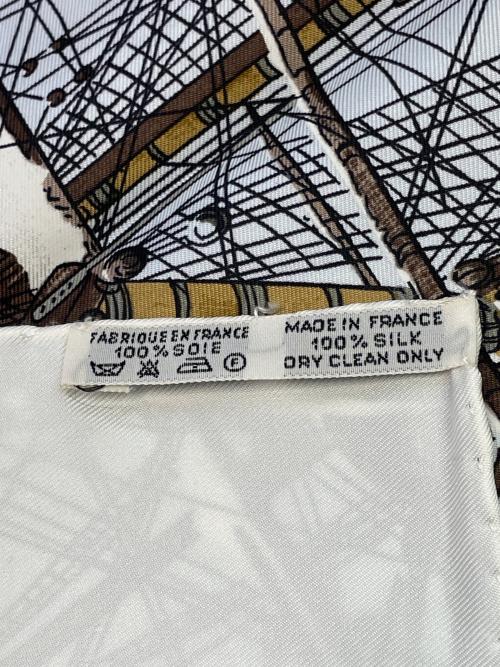 FABRIQUE EN FRANCE
100% SOIE
MADE IN FRANCE
100% SILK
DRY CLEAN ONLY